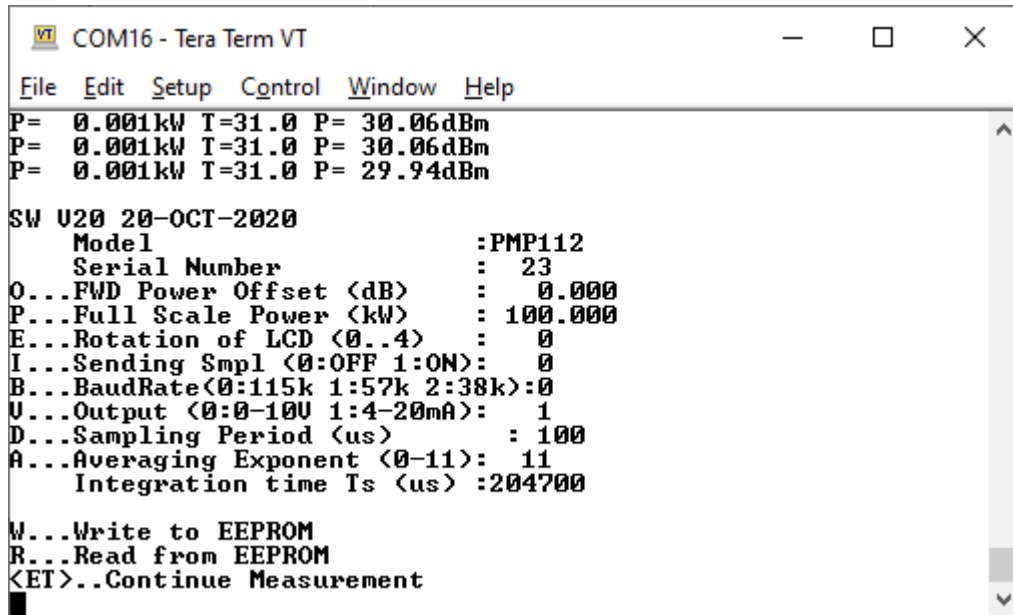 COM16 - Tera Term VT
File Edit Setup Control Window Help
P=  0.001kW T=31.0 P= 30.06dBm
P=  0.001kW T=31.0 P= 30.06dBm
P=  0.001kW T=31.0 P= 29.94dBm
SW V20 20-OCT-2020
Model :PMP112
Serial Number : 23
O...FWD Power Offset (dB) : 0.000
P...Full Scale Power (kW) : 100.000
E...Rotation of LCD (0..4) : 0
I...Sending Smpl (0:OFF 1:ON): 0
B...BaudRate(0:115k 1:57k 2:38k):0
V...Output (0:0-10V 1:4-20mA): 1
D...Sampling Period (us) : 100
A...Averaging Exponent (0-11): 11
Integration time Ts (us) :204700
W...Write to EEPROM
R...Read from EEPROM
<ET>..Continue Measurement